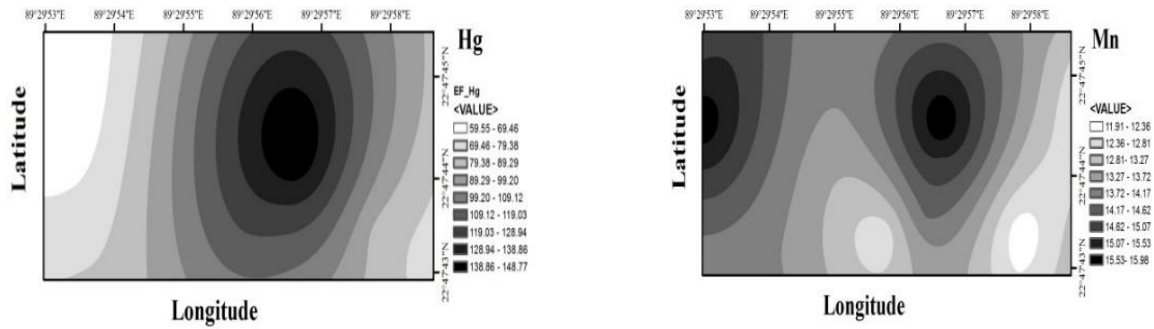 89°29'53"E 89°29'54"E 89°29'55"E 89°29'56"E 89°29'57"E 89°29'58"E
Hg
Latitude
22°47'45"N
22°47'44"N
22°47'43"N
EF_Hg
<VALUE>
59.55 - 69.46
69.46 - 79.38
79.38 - 89.29
89.29 - 99.20
99.20 - 109.12
109.12 - 119.03
119.03 - 128.94
128.94 - 138.86
138.86 - 148.77
Longitude
89°29'53"E 89°29'54"E 89°29'55"E 89°29'56"E 89°29'57"E 89°29'58"E
Mn
Latitude
22°47'45"N
22°47'44"N
22°47'43"N
<VALUE>
11.91 - 12.36
12.36 - 12.81
12.81 - 13.27
13.27 - 13.72
13.72 - 14.17
14.17 - 14.62
14.62 - 15.07
15.07 - 15.53
15.53- 15.98
Longitude